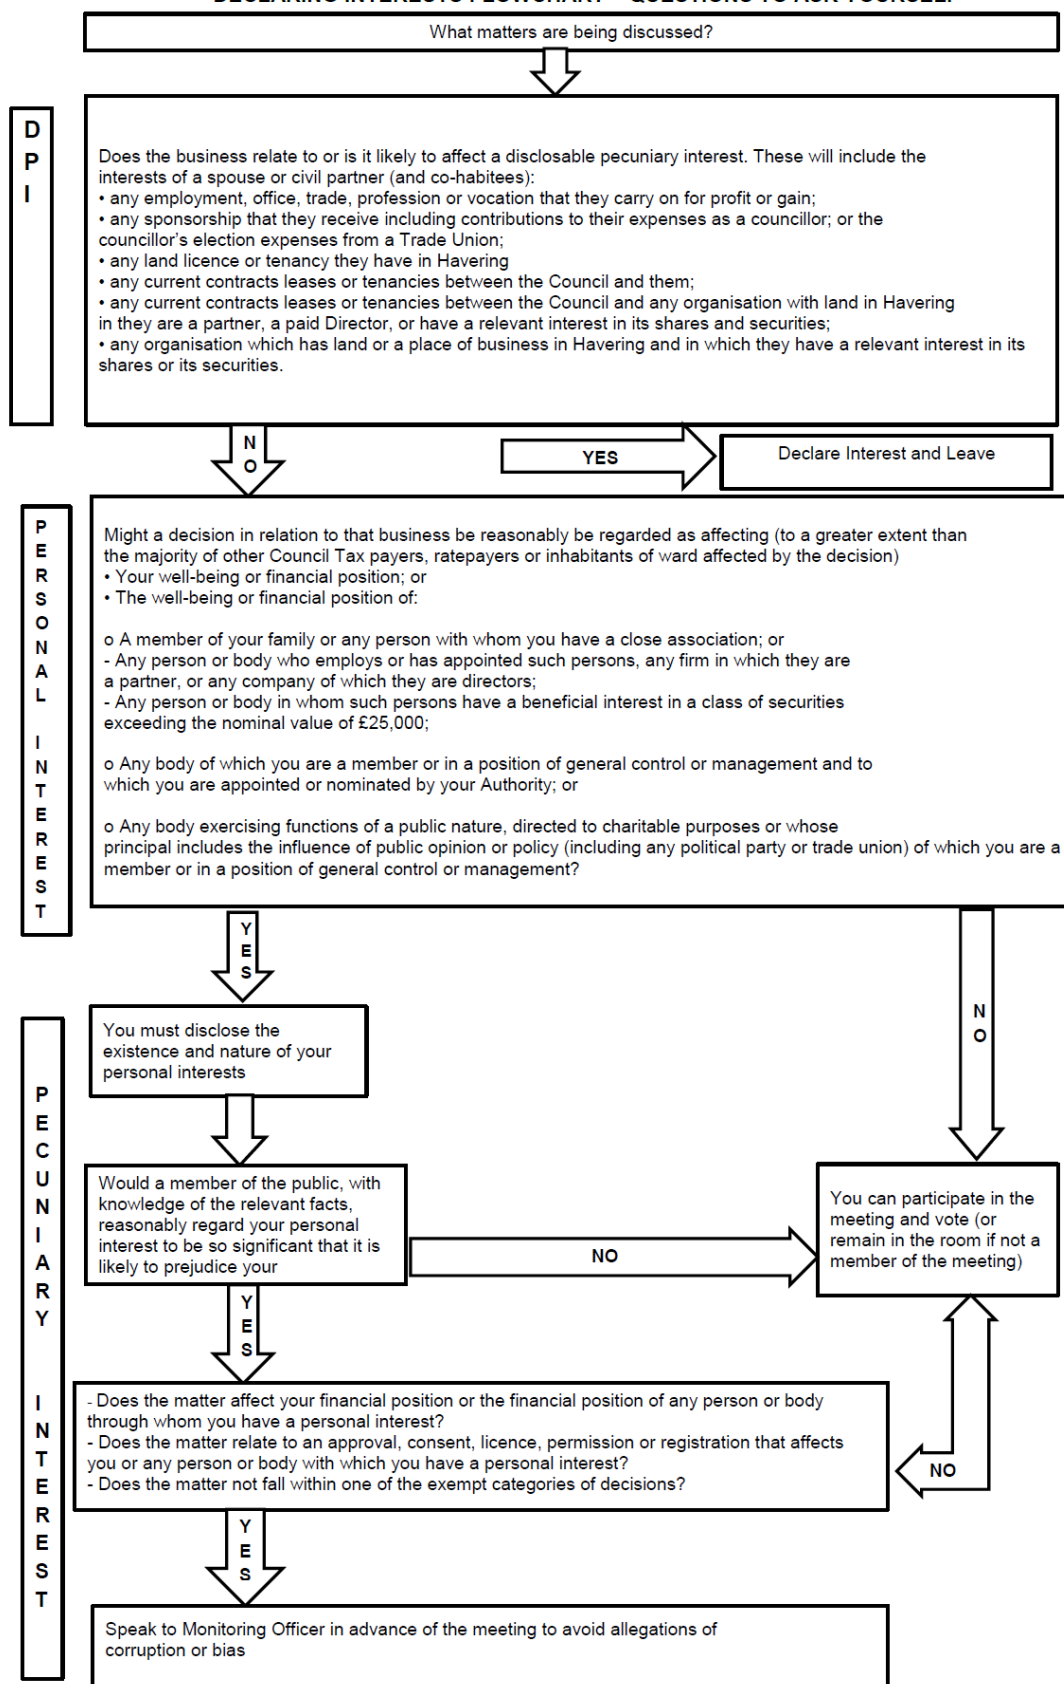 DECLARING INTERESTS FLOWCHART – QUESTIONS TO ASK YOURSELF
What matters are being discussed?
D
P
I
Does the business relate to or is it likely to affect a disclosable pecuniary interest. These will include the
interests of a spouse or civil partner (and co-habitees):
• any employment, office, trade, profession or vocation that they carry on for profit or gain;
• any sponsorship that they receive including contributions to their expenses as a councillor; or the
councillor's election expenses from a Trade Union;
• any land licence or tenancy they have in Havering
• any current contracts leases or tenancies between the Council and them;
• any current contracts leases or tenancies between the Council and any organisation with land in Havering
in they are a partner, a paid Director, or have a relevant interest in its shares and securities;
• any organisation which has land or a place of business in Havering and in which they have a relevant interest in its
shares or its securities.
N
O
YES
Declare Interest and Leave
P
E
R
S
O
N
A
L
I
N
T
E
R
E
S
T
Might a decision in relation to that business be reasonably be regarded as affecting (to a greater extent than
the majority of other Council Tax payers, ratepayers or inhabitants of ward affected by the decision)
• Your well-being or financial position; or
• The well-being or financial position of:
o A member of your family or any person with whom you have a close association; or
- Any person or body who employs or has appointed such persons, any firm in which they are
a partner, or any company of which they are directors;
- Any person or body in whom such persons have a beneficial interest in a class of securities
exceeding the nominal value of £25,000;
o Any body of which you are a member or in a position of general control or management and to
which you are appointed or nominated by your Authority; or
o Any body exercising functions of a public nature, directed to charitable purposes or whose
principal includes the influence of public opinion or policy (including any political party or trade union) of which you are a
member or in a position of general control or management?
Y
E
S
N
O
You must disclose the
existence and nature of your
personal interests
P
E
C
U
N
I
A
R
Y
I
N
T
E
R
E
S
T
Would a member of the public, with
knowledge of the relevant facts,
reasonably regard your personal
interest to be so significant that it is
likely to prejudice your
NO
You can participate in the
meeting and vote (or
remain in the room if not a
member of the meeting)
Y
E
S
- Does the matter affect your financial position or the financial position of any person or body
through whom you have a personal interest?
- Does the matter relate to an approval, consent, licence, permission or registration that affects
you or any person or body with which you have a personal interest?
- Does the matter not fall within one of the exempt categories of decisions?
NO
Y
E
S
Speak to Monitoring Officer in advance of the meeting to avoid allegations of
corruption or bias